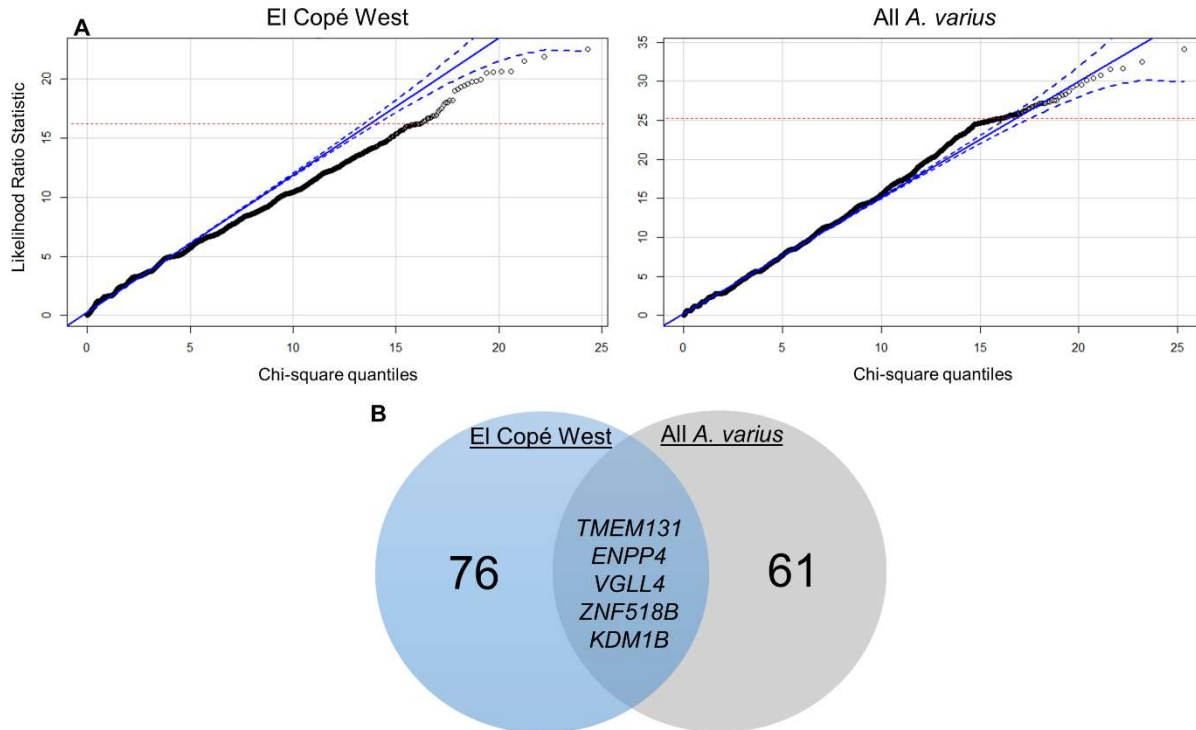 El Copé West
All A. varius
A
Likelihood Ratio Statistic
20
15
10
5
0
0 5 10 15 20 25
Chi-square quantiles
35
30
25
20
15
10
5
0
0 5 10 15 20 25
Chi-square quantiles
B
El Copé West
All A. varius
76
TMEM131
ENPP4
VGLL4
ZNF518B
KDM1B
61